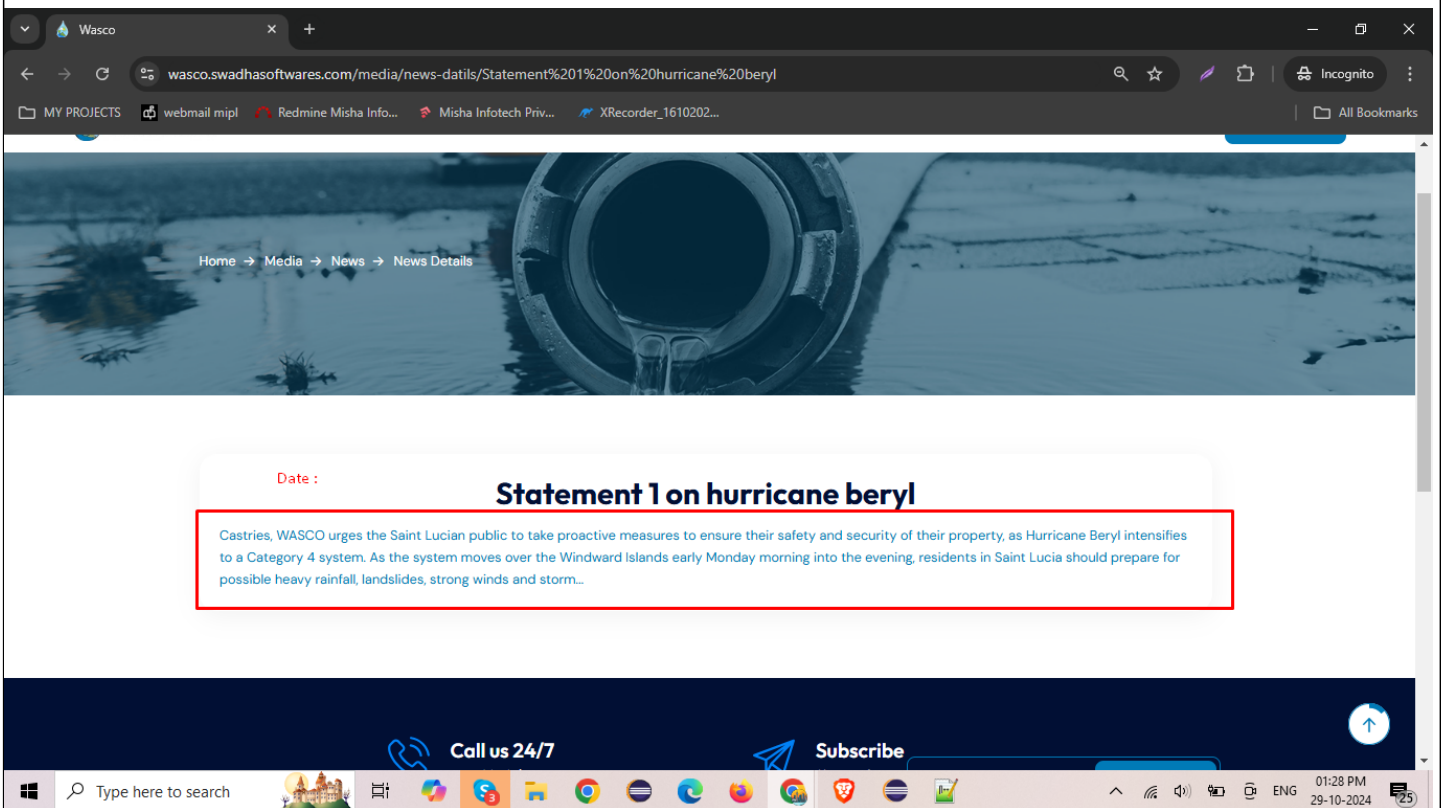 Wasco
wasco.swadhasoftwares.com/media/news-datils/Statement%201%20on%20hurricane%20beryl
Incognito
MY PROJECTS
webmail mipl
Redmine Misha Info...
Misha Infotech Priv...
XRecorder_1610202...
All Bookmarks
Home → Media → News → News Details
Date :
Statement 1 on hurricane beryl
Castries, WASCO urges the Saint Lucian public to take proactive measures to ensure their safety and security of their property, as Hurricane Beryl intensifies
to a Category 4 system. As the system moves over the Windward Islands early Monday morning into the evening, residents in Saint Lucia should prepare for
possible heavy rainfall, landslides, strong winds and storm...
Call us 24/7
Subscribe
Type here to search
3
ENG
01:28 PM
29-10-2024
25